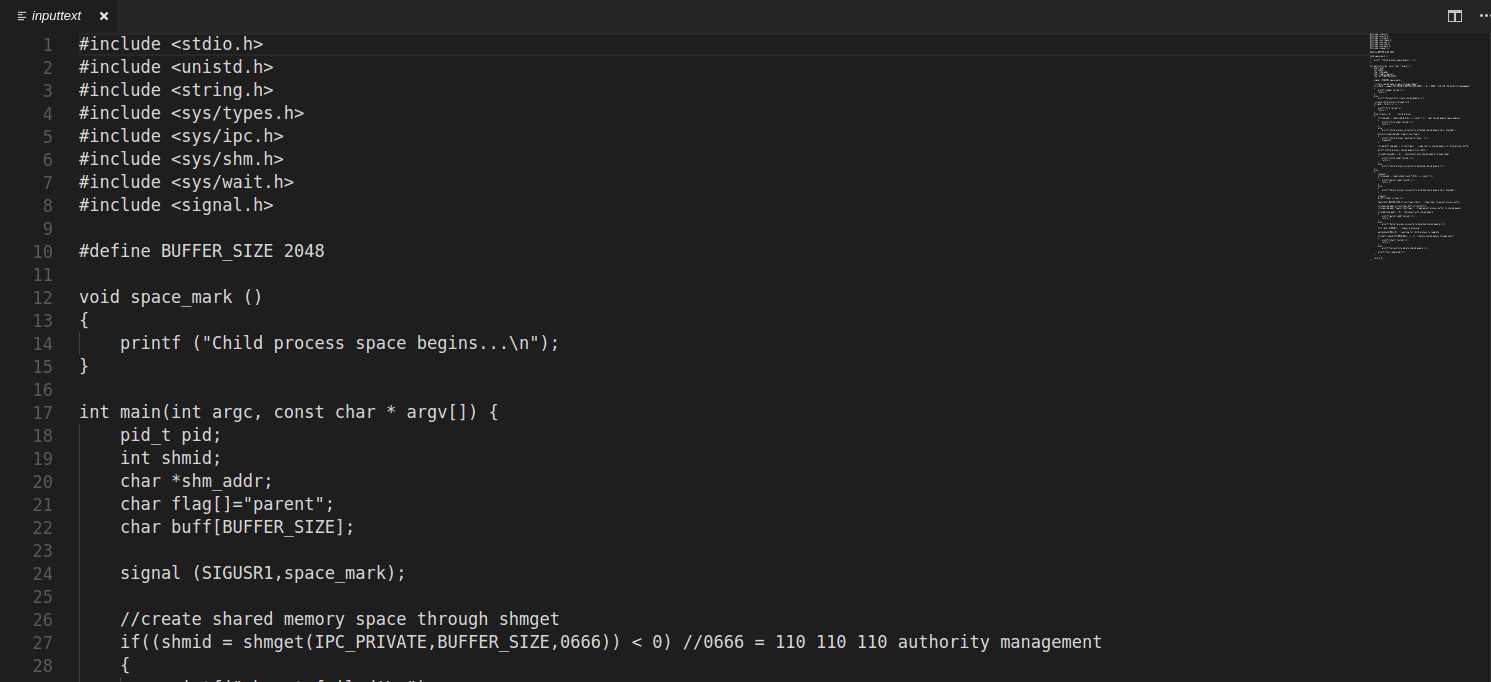 inputtext
1 #include <stdio.h>
2 #include <unistd.h>
3 #include <string.h>
4 #include <sys/types.h>
5 #include <sys/ipc.h>
6 #include <sys/shm.h>
7 #include <sys/wait.h>
8 #include <signal.h>
9
10 #define BUFFER_SIZE 2048
11
12 void space_mark ()
13 {
14     printf ("Child process space begins...\n");
15 }
16
17 int main(int argc, const char * argv[]) {
18     pid_t pid;
19     int shmid;
20     char *shm_addr;
21     char flag[]="parent";
22     char buff[BUFFER_SIZE];
23
24     signal (SIGUSR1,space_mark);
25
26     //create shared memory space through shmget
27     if((shmid = shmget(IPC_PRIVATE,BUFFER_SIZE,0666)) < 0) //0666 = 110 110 110 authority management
28     {